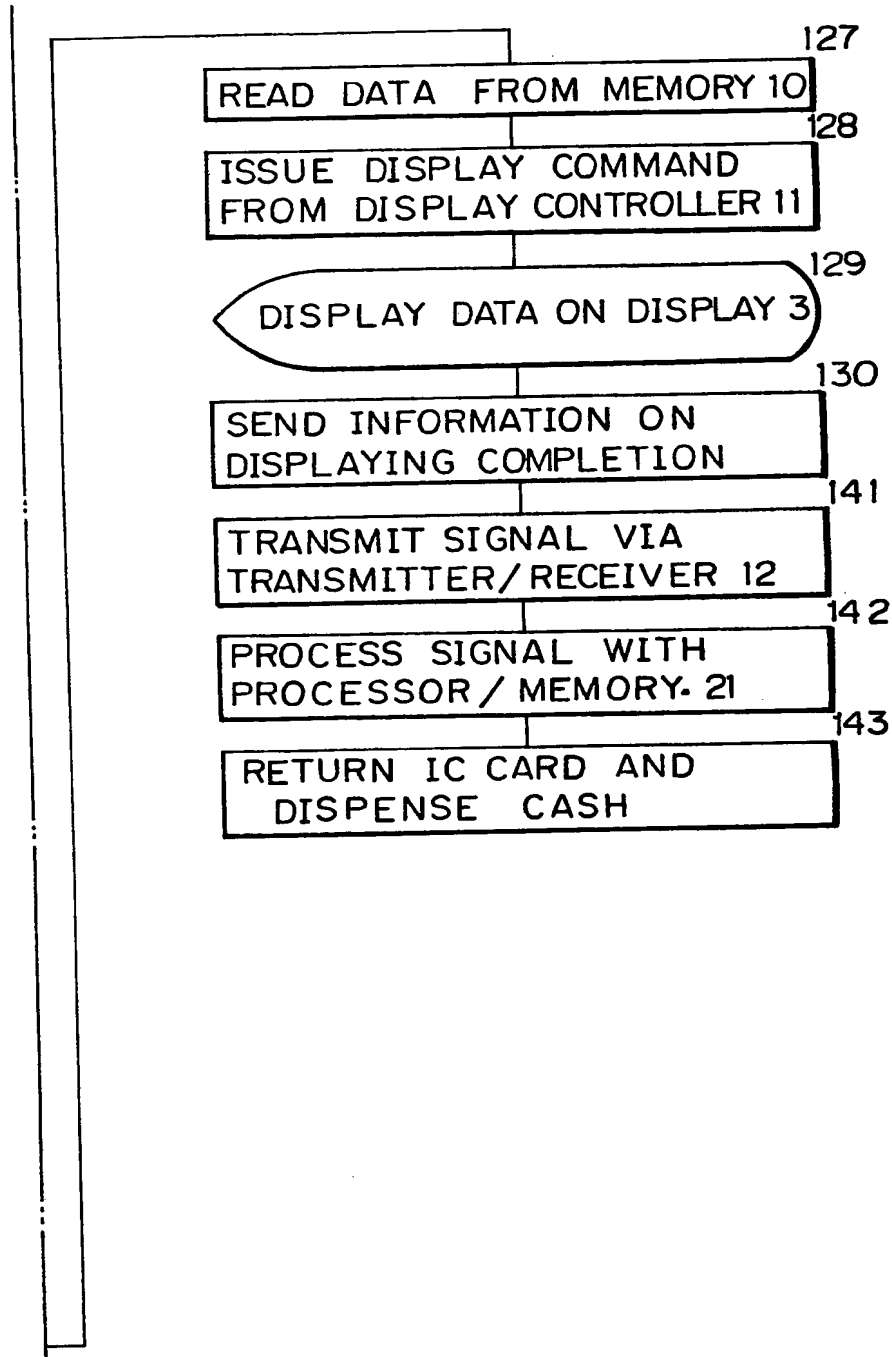 127
READ DATA FROM MEMORY 10
128
ISSUE DISPLAY COMMAND
FROM DISPLAY CONTROLLER 11
129
DISPLAY DATA ON DISPLAY 3
130
SEND INFORMATION ON
DISPLAYING COMPLETION
141
TRANSMIT SIGNAL VIA
TRANSMITTER/RECEIVER 12
142
PROCESS SIGNAL WITH
PROCESSOR/MEMORY. 21
143
RETURN IC CARD AND
DISPENSE CASH